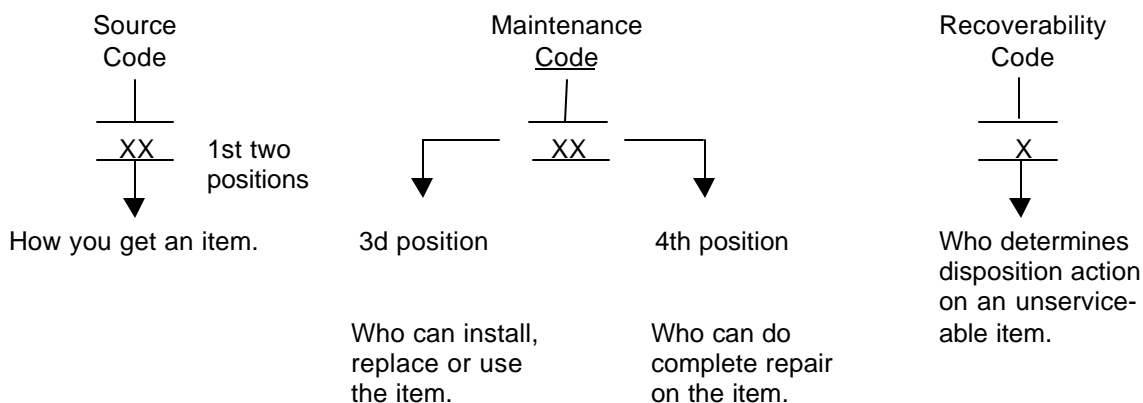 Source
Code
XX
1st two
positions
How you get an item.
Maintenance
Code
XX
3d position
Who can install,
replace or use
the item.
4th position
Who can do
complete repair
on the item.
Recoverability
Code
X
Who determines
disposition action
on an unservice-
able item.